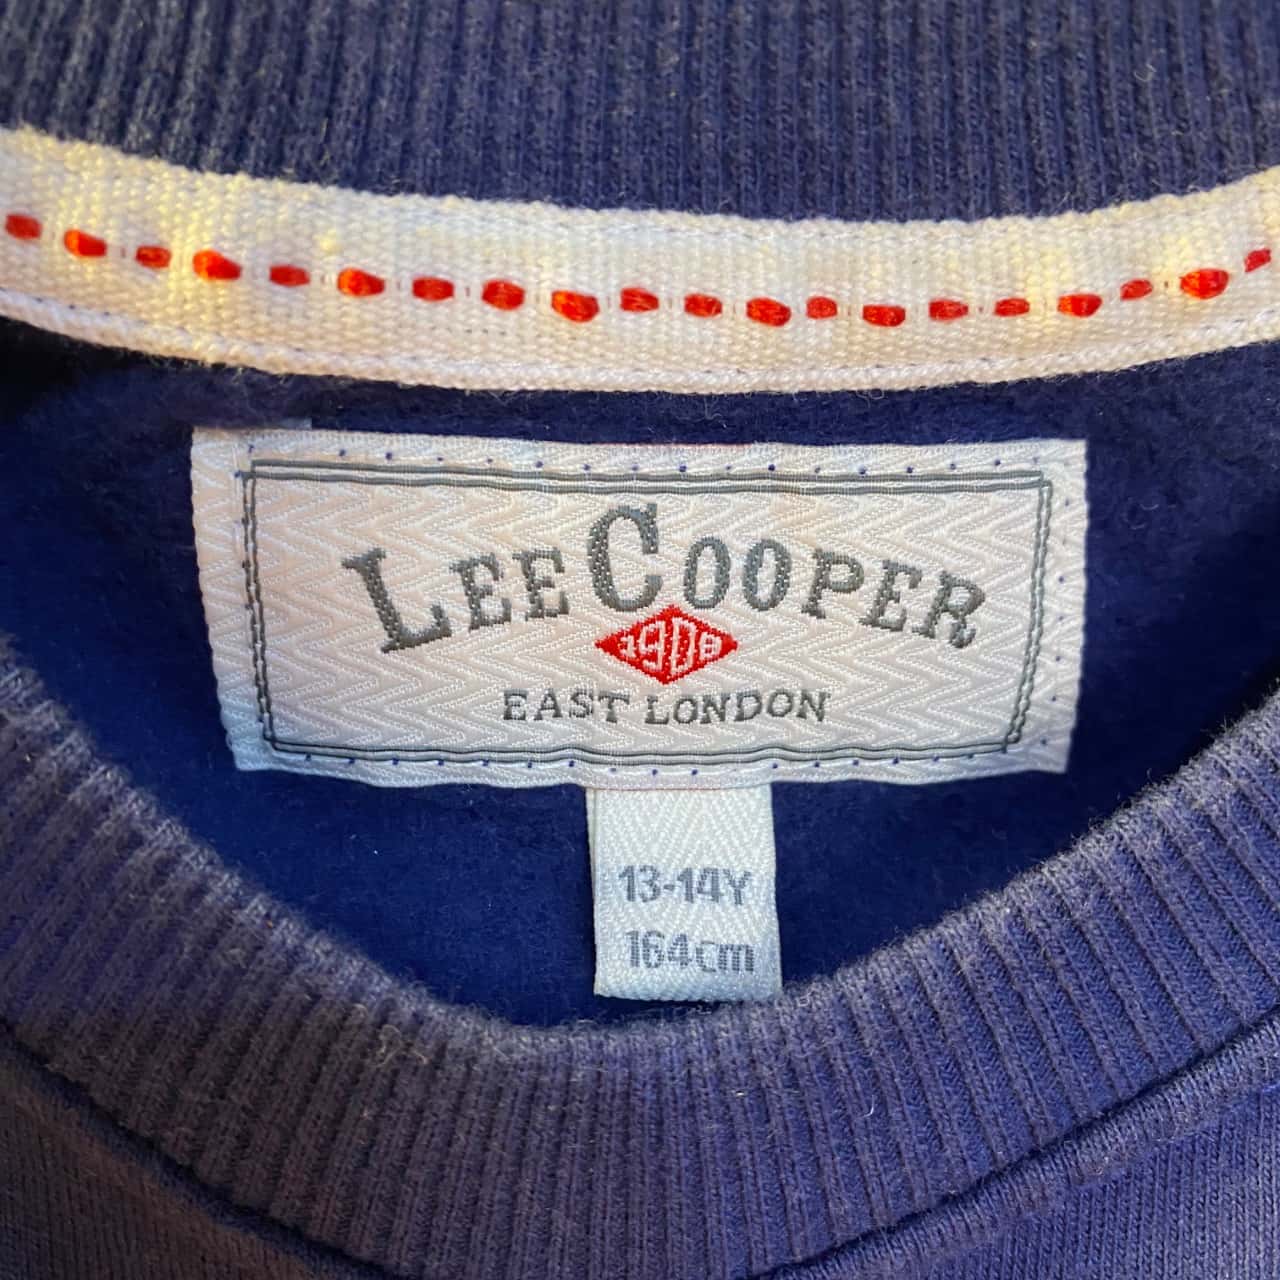 LEE COOPER
1908
EAST LONDON
13-14Y
164cm